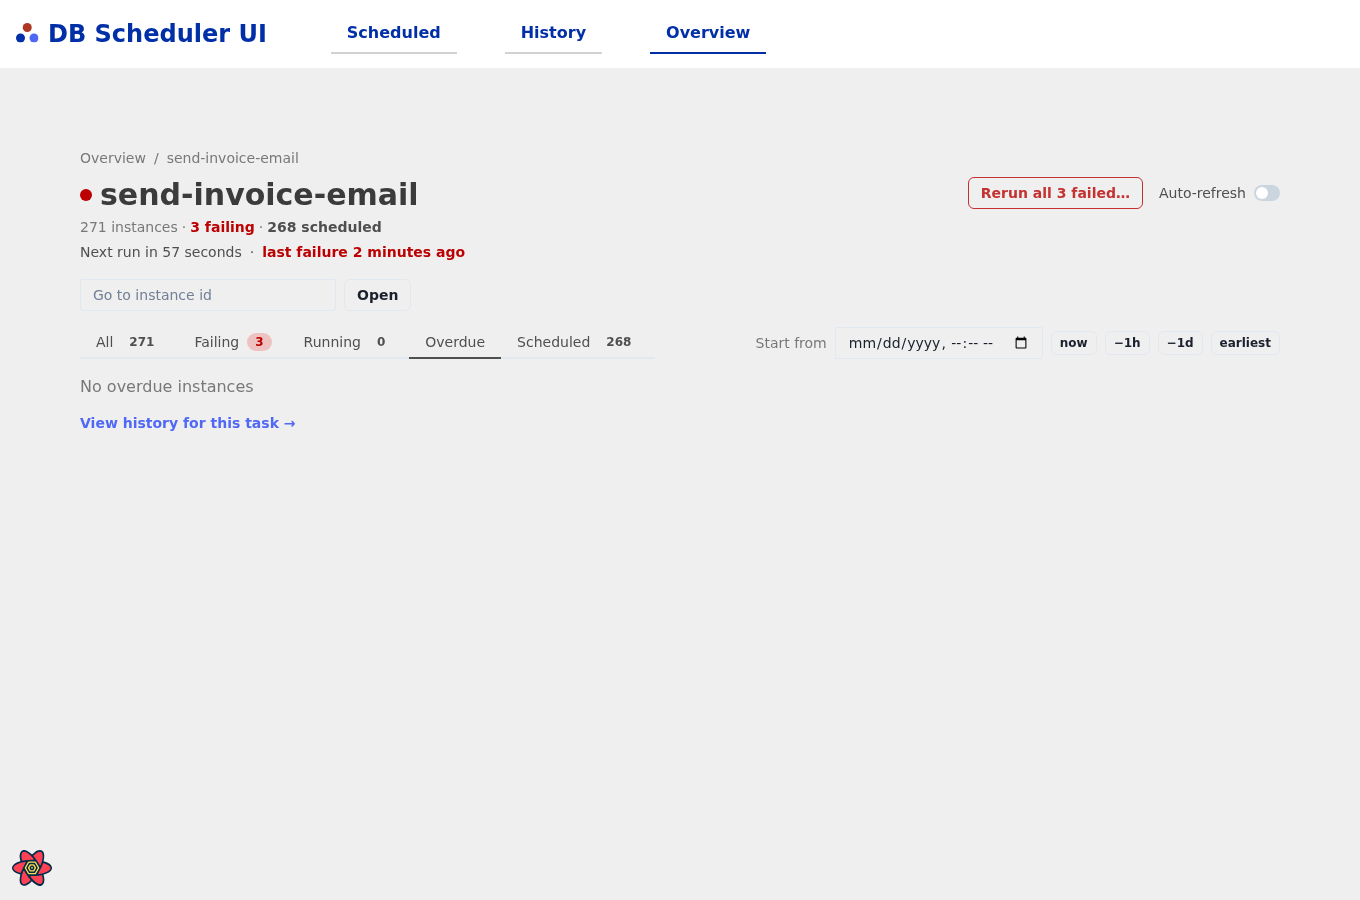 DB Scheduler UI
Scheduled
History
Overview
Overview / send-invoice-email
send-invoice-email
Rerun all 3 failed…
Auto-refresh
271 instances · 3 failing · 268 scheduled
Next run in 57 seconds · last failure 2 minutes ago
Go to instance id
Open
All 271
Failing 3
Running 0
Overdue
Scheduled 268
Start from
mm/dd/yyyy, --:-- --
now
−1h
−1d
earliest
No overdue instances
View history for this task →